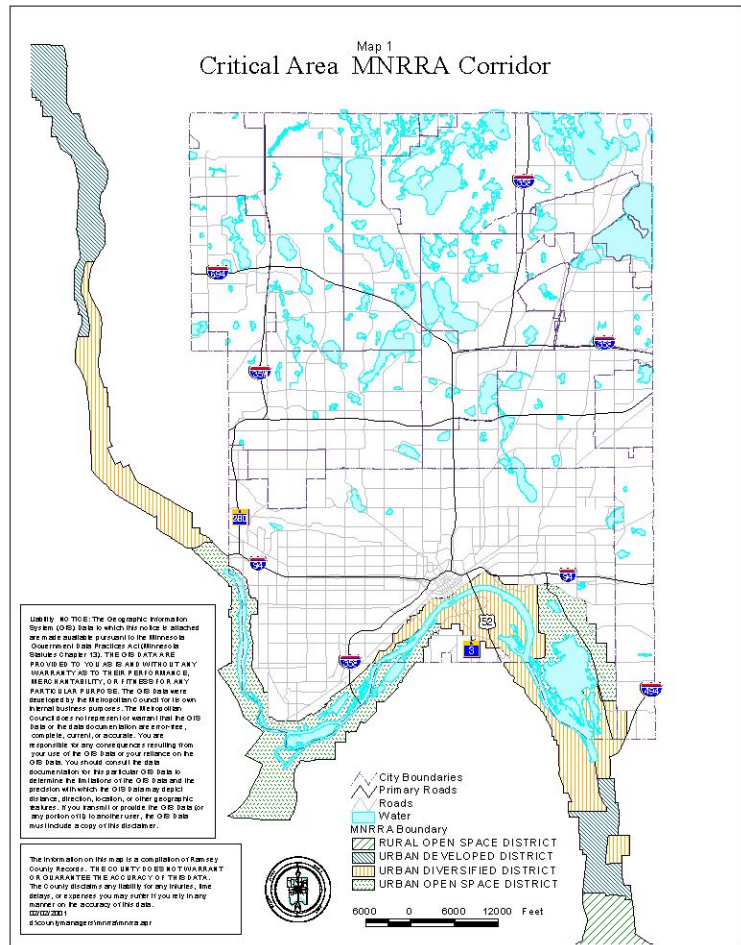 Map 1
Critical Area MNRRA Corridor
694
94
94
494
280
52
3
Liability NOTICE: The Geographic Information
System (GIS) Data to which this notice is attached
are made available pursuant to the Minnesota
Government Data Practices Act (Minnesota
Statutes Chapter 13). THE GIS DATA ARE
PROVIDED TO YOU AS IS AND WITHOUT ANY
WARRANTY AS TO THEIR PERFORMANCE,
MERCHANTABILITY, OR FITNESS FOR ANY
PARTICULAR PURPOSE. The GIS Data were
developed by the Metropolitan Council for its own
internal business purposes. The Metropolitan
Council does not represent or warrant that the GIS
Data or the data documentation are error-free,
complete, current, or accurate. You are
responsible for any consequences resulting from
your use of the GIS Data or your reliance on the
GIS Data. You should consult the data
documentation for this particular GIS Data to
determine the limitations of the GIS Data and the
precision with which the GIS Data may depict
distance, direction, location, or other geographic
features. If you transmit or provide the GIS Data (or
any portion of it) to another user, the GIS Data
must include a copy of this disclaimer.
The information on this map is a compilation of Ramsey
County Records. THE COUNTY DOES NOT WARRANT
OR GUARANTEE THE ACCURACY OF THIS DATA.
The County disclaims any liability for any injuries, time
delays, or expenses you may suffer if you rely in any
manner on the accuracy of this data.
02/02/2001
d:\countymanagers\mnrra\mnrra.apr
City Boundaries
Primary Roads
Roads
Water
MNRRA Boundary
RURAL OPEN SPACE DISTRICT
URBAN DEVELOPED DISTRICT
URBAN DIVERSIFIED DISTRICT
URBAN OPEN SPACE DISTRICT
6000 0 6000 12000 Feet